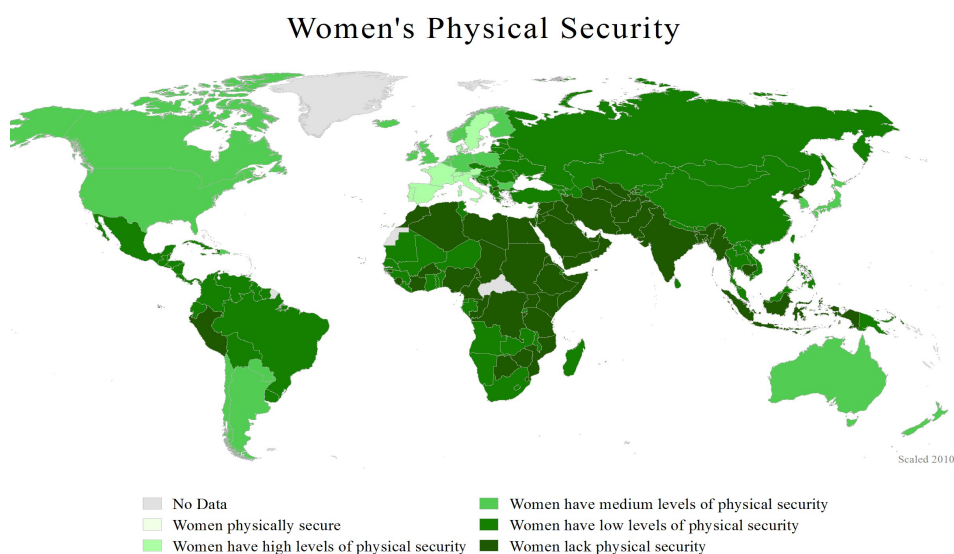 Women's Physical Security
Scaled 2010
No Data
Women physically secure
Women have high levels of physical security
Women have medium levels of physical security
Women have low levels of physical security
Women lack physical security